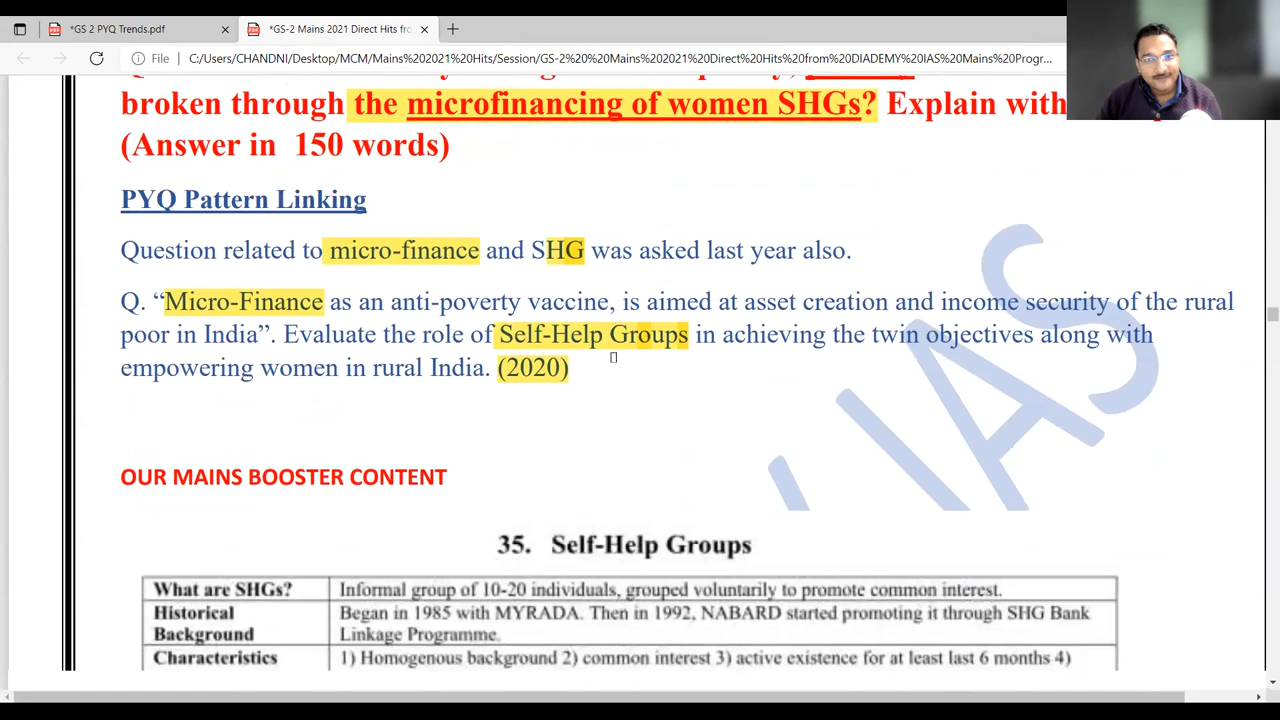 *GS 2 PYQ Trends.pdf
*GS-2 Mains 2021 Direct Hits fro
File
C:/Users/CHANDNI/Desktop/MCM/Mains%202021%20Direct%20Hits/Session/GS-2%20%20Mains%202021%20Direct%20Hits%20from%20DIADEMY%20IAS%20Mains%20Progr...
broken through the microfinancing of women SHGs? Explain with
(Answer in 150 words)
PYQ Pattern Linking
Question related to micro-finance and SHG was asked last year also.
Q. “Micro-Finance as an anti-poverty vaccine, is aimed at asset creation and income security of the rural
poor in India”. Evaluate the role of Self-Help Groups in achieving the twin objectives along with
empowering women in rural India. (2020)
IAS
OUR MAINS BOOSTER CONTENT
35. Self-Help Groups
What are SHGs? Informal group of 10-20 individuals, grouped voluntarily to promote common interest.
Historical Began in 1985 with MYRADA. Then in 1992, NABARD started promoting it through SHG Bank
Background Linkage Programme.
Characteristics 1) Homogenous background 2) common interest 3) active existence for at least last 6 months 4)